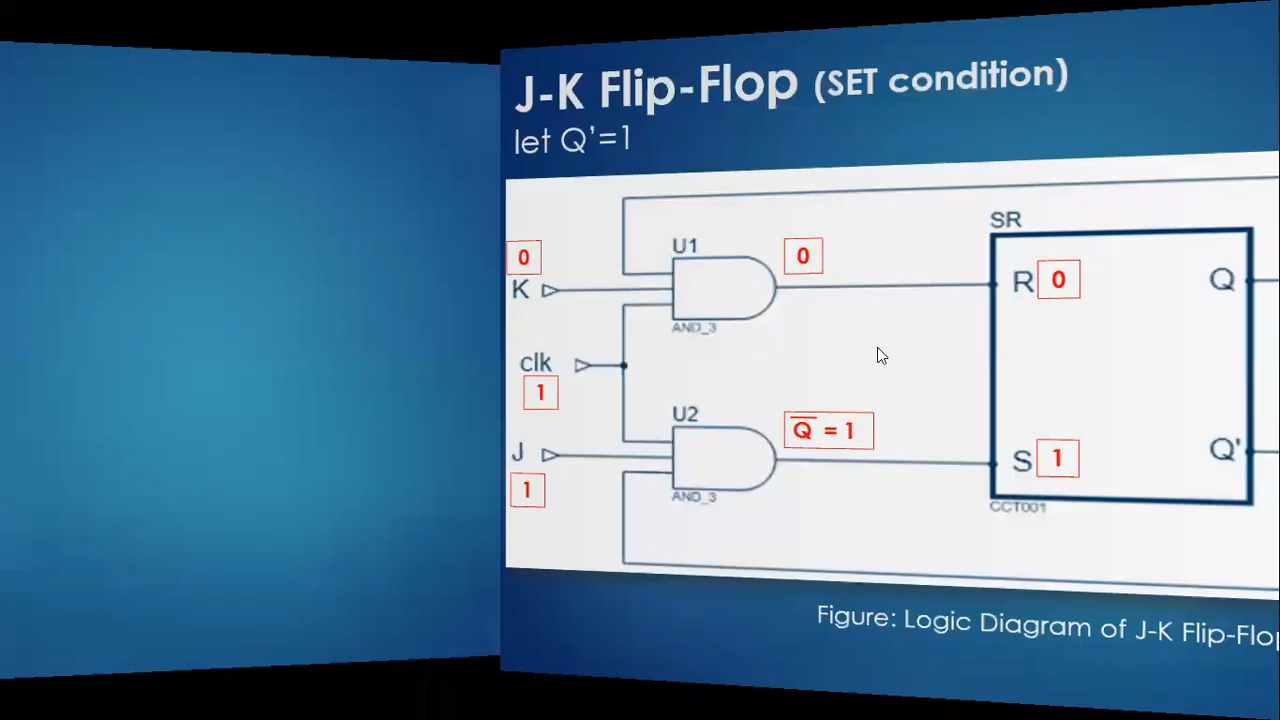 J-K Flip-Flop (SET condition)
let Q’=1
SR
U1
0
0
K
R 0
Q
AND_3
clk
1
U2
Q̅ = 1
J
S 1
Q'
1
AND_3
CCT001
Figure: Logic Diagram of J-K Flip-Flo